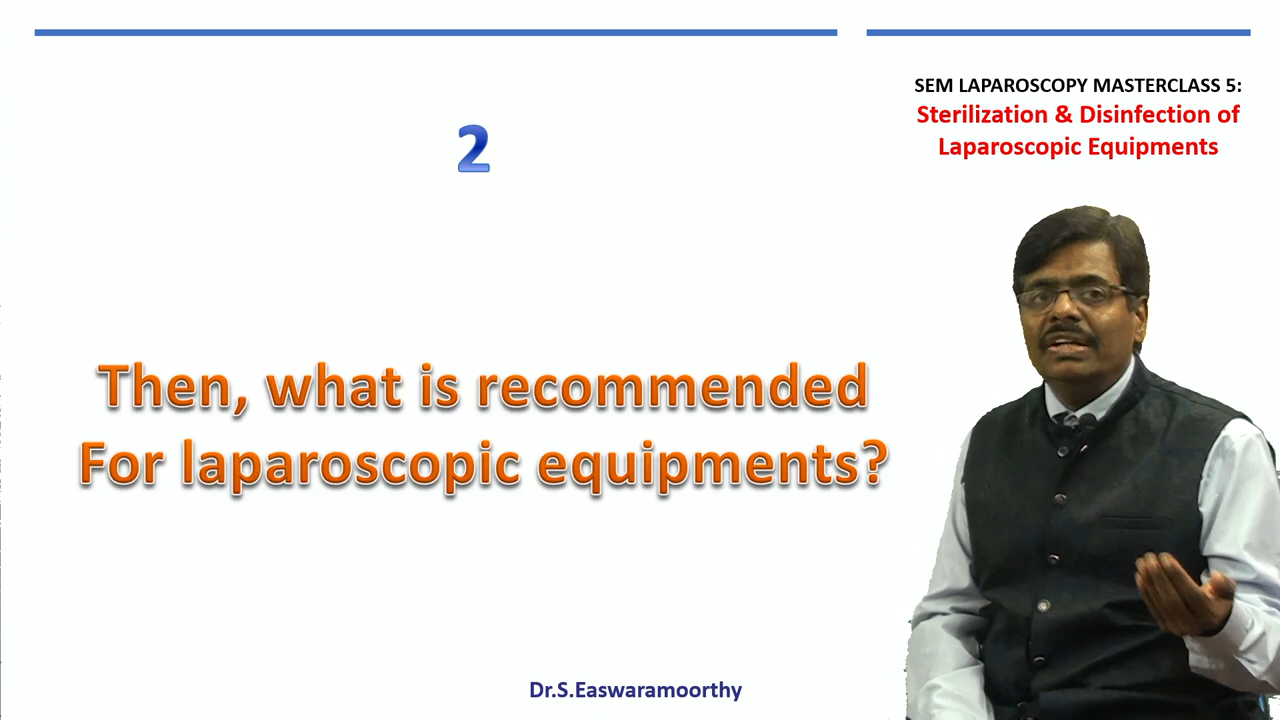 SEM LAPAROSCOPY MASTERCLASS 5:
Sterilization & Disinfection of
Laparoscopic Equipments
2
Then, what is recommended
For laparoscopic equipments?
Dr.S.Easwaramoorthy